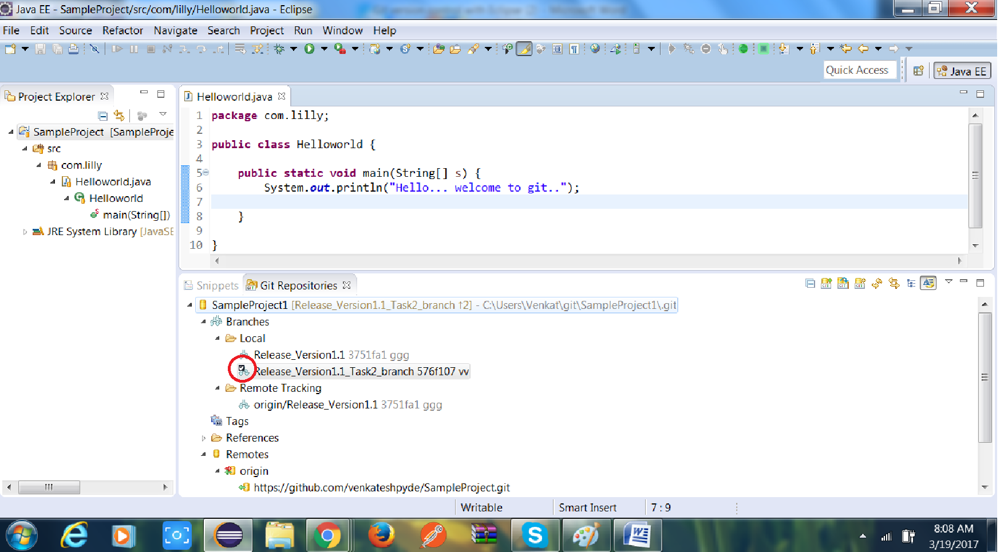 Java EE - SampleProject/src/com/lilly/Helloworld.java - Eclipse
File Edit Source Refactor Navigate Search Project Run Window Help
Quick Access
Java EE
Project Explorer
SampleProject [SampleProje
src
com.lilly
Helloworld.java
Helloworld
main(String[])
JRE System Library [JavaSE
Helloworld.java
1 package com.lilly;
2
3 public class Helloworld {
4
5 public static void main(String[] s) {
6 System.out.println("Hello... welcome to git..");
7
8 }
9
10 }
Snippets Git Repositories
SampleProject1 [Release_Version1.1_Task2_branch ↑2] - C:\Users\Venkat\git\SampleProject1\.git
Branches
Local
Release_Version1.1 3751fa1 ggg
Release_Version1.1_Task2_branch 576f107 vv
Remote Tracking
origin/Release_Version1.1 3751fa1 ggg
Tags
References
Remotes
origin
https://github.com/venkateshpyde/SampleProject.git
Writable Smart Insert 7 : 9
8:08 AM
3/19/2017